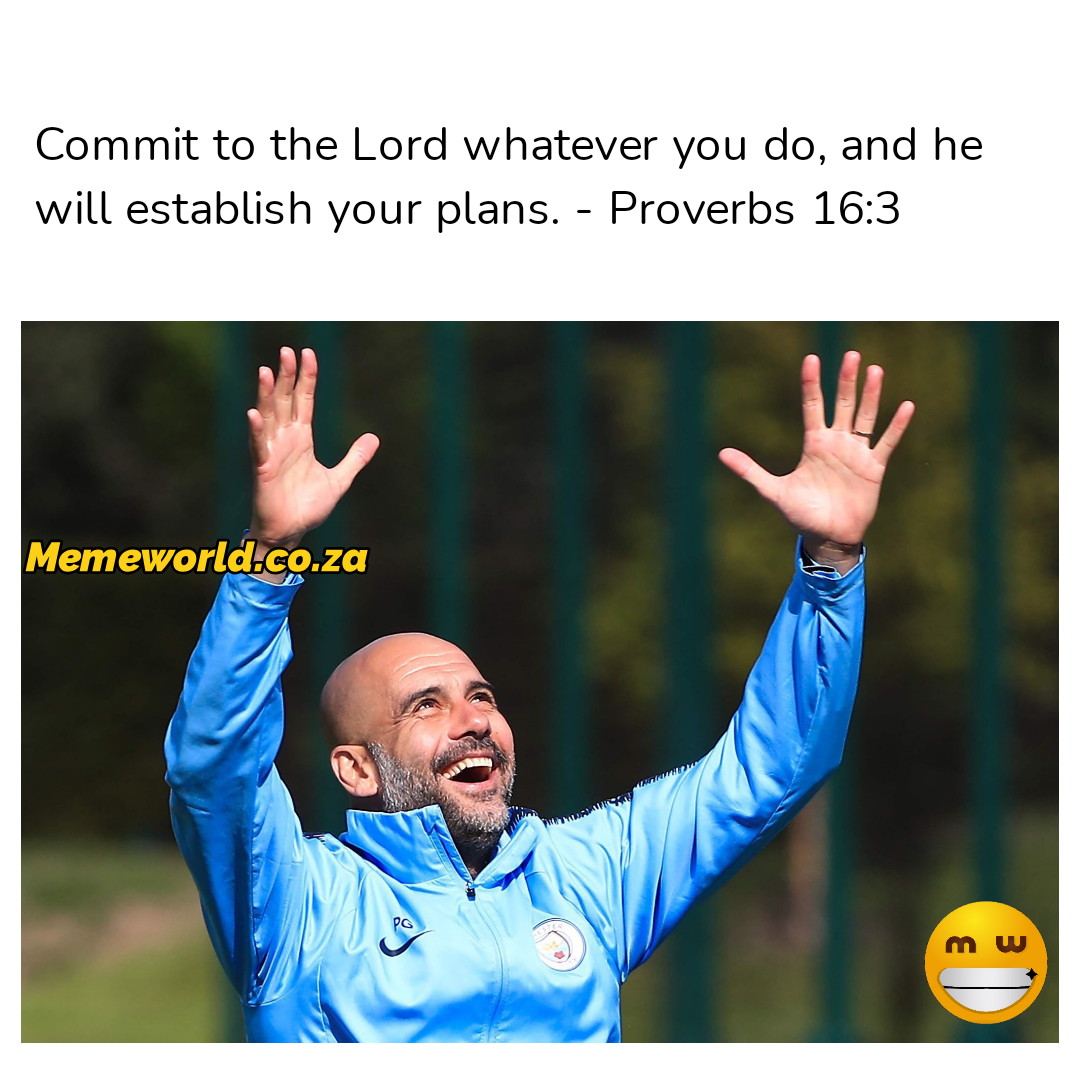 Commit to the Lord whatever you do, and he
will establish your plans. - Proverbs 16:3
Memeworld.co.za
PG
m w